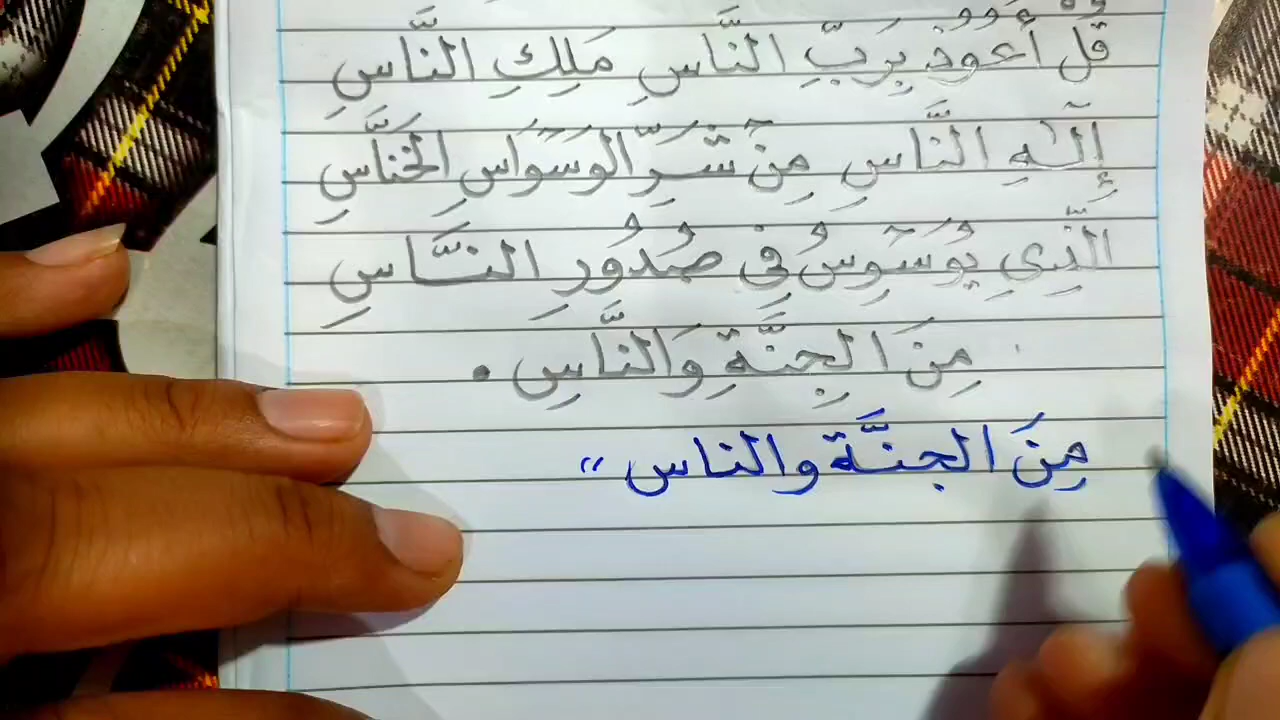 قُل أَعُوذُ بِرَبِّ النَّاسِ مَلِكِ النَّاسِ
إِلَٰهِ النَّاسِ مِنْ شَرِّ الْوَسْوَاسِ الْخَنَّاسِ
الَّذِي يُوَسْوِسُ فِي صُدُورِ النَّاسِ
مِنَ الجِنَّةِ وَالنَّاسِ .
مِنَ الجنَّة والناس "